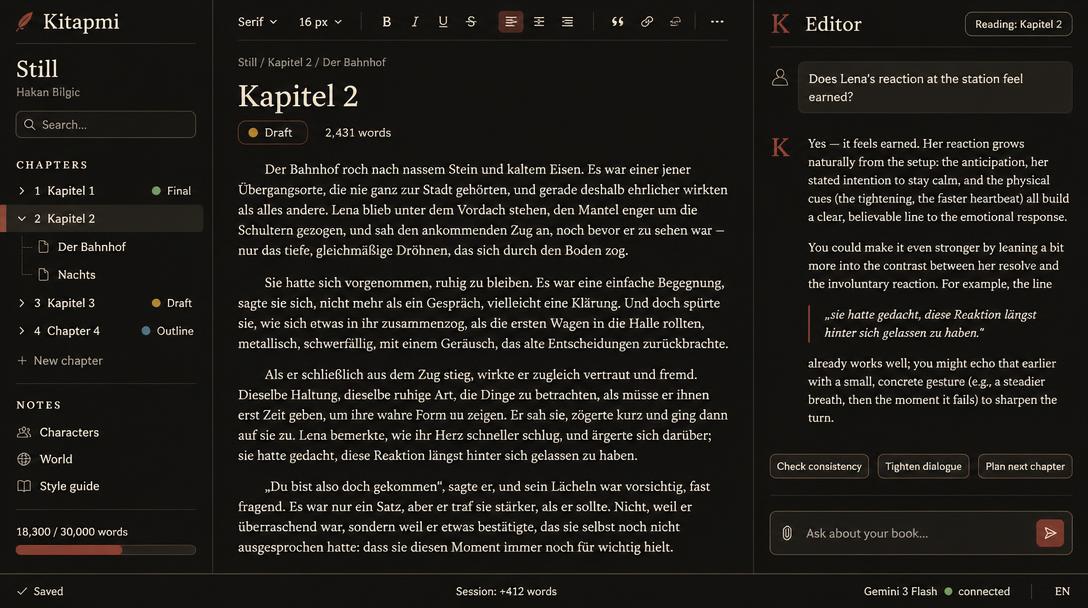 Kitapmi
Still
Hakan Bilgic
Search...
CHAPTERS
1 Kapitel 1 Final
2 Kapitel 2
Der Bahnhof
Nachts
3 Kapitel 3 Draft
4 Chapter 4 Outline
+ New chapter
NOTES
Characters
World
Style guide
18,300 / 30,000 words
Serif 16 px B I U S
Still / Kapitel 2 / Der Bahnhof
Kapitel 2
Draft 2,431 words
Der Bahnhof roch nach nassem Stein und kaltem Eisen. Es war einer jener
Übergangsorte, die nie ganz zur Stadt gehörten, und gerade deshalb ehrlicher wirkten
als alles andere. Lena blieb unter dem Vordach stehen, den Mantel enger um die
Schultern gezogen, und sah den ankommenden Zug an, noch bevor er zu sehen war –
nur das tiefe, gleichmäßige Dröhnen, das sich durch den Boden zog.
Sie hatte sich vorgenommen, ruhig zu bleiben. Es war eine einfache Begegnung,
sagte sie sich, nicht mehr als ein Gespräch, vielleicht eine Klärung. Und doch spürte
sie, wie sich etwas in ihr zusammenzog, als die ersten Wagen in die Halle rollten,
metallisch, schwerfällig, mit einem Geräusch, das alte Entscheidungen zurückbrachte.
Als er schließlich aus dem Zug stieg, wirkte er zugleich vertraut und fremd.
Dieselbe Haltung, dieselbe ruhige Art, die Dinge zu betrachten, als müsse er ihnen
erst Zeit geben, um ihre wahre Form uu zeigen. Er sah sie, zögerte kurz und ging dann
auf sie zu. Lena bemerkte, wie ihr Herz schneller schlug, und ärgerte sich darüber;
sie hatte gedacht, diese Reaktion längst hinter sich gelassen zu haben.
„Du bist also doch gekommen“, sagte er, und sein Lächeln war vorsichtig, fast
fragend. Es war nur ein Satz, aber er traf sie stärker, als er sollte. Nicht, weil er
überraschend war, sondern weil er etwas bestätigte, das sie selbst noch nicht
ausgesprochen hatte: dass sie diesen Moment immer noch für wichtig hielt.
K Editor Reading: Kapitel 2
Does Lena's reaction at the station feel
earned?
K
Yes — it feels earned. Her reaction grows
naturally from the setup: the anticipation, her
stated intention to stay calm, and the physical
cues (the tightening, the faster heartbeat) all build
a clear, believable line to the emotional response.
You could make it even stronger by leaning a bit
more into the contrast between her resolve and
the involuntary reaction. For example, the line
„sie hatte gedacht, diese Reaktion längst
hinter sich gelassen zu haben."
already works well; you might echo that earlier
with a small, concrete gesture (e.g., a steadier
breath, then the moment it fails) to sharpen the
turn.
Check consistency Tighten dialogue Plan next chapter
Ask about your book...
Saved Session: +412 words Gemini 3 Flash connected EN